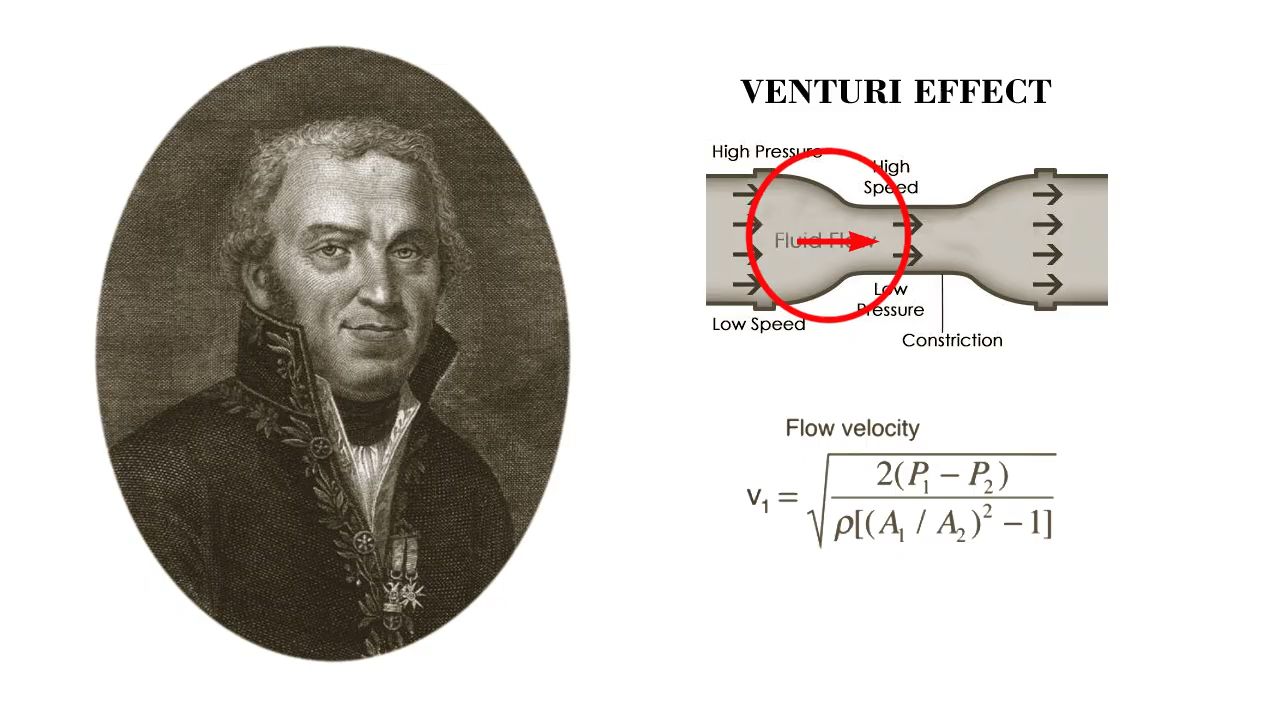 VENTURI EFFECT
High Pressure
High
Speed
Fluid Flow
Low
Pressure
Low Speed
Constriction
Flow velocity
v₁ = √(2(P₁ − P₂) / ρ[(A₁ / A₂)² − 1])